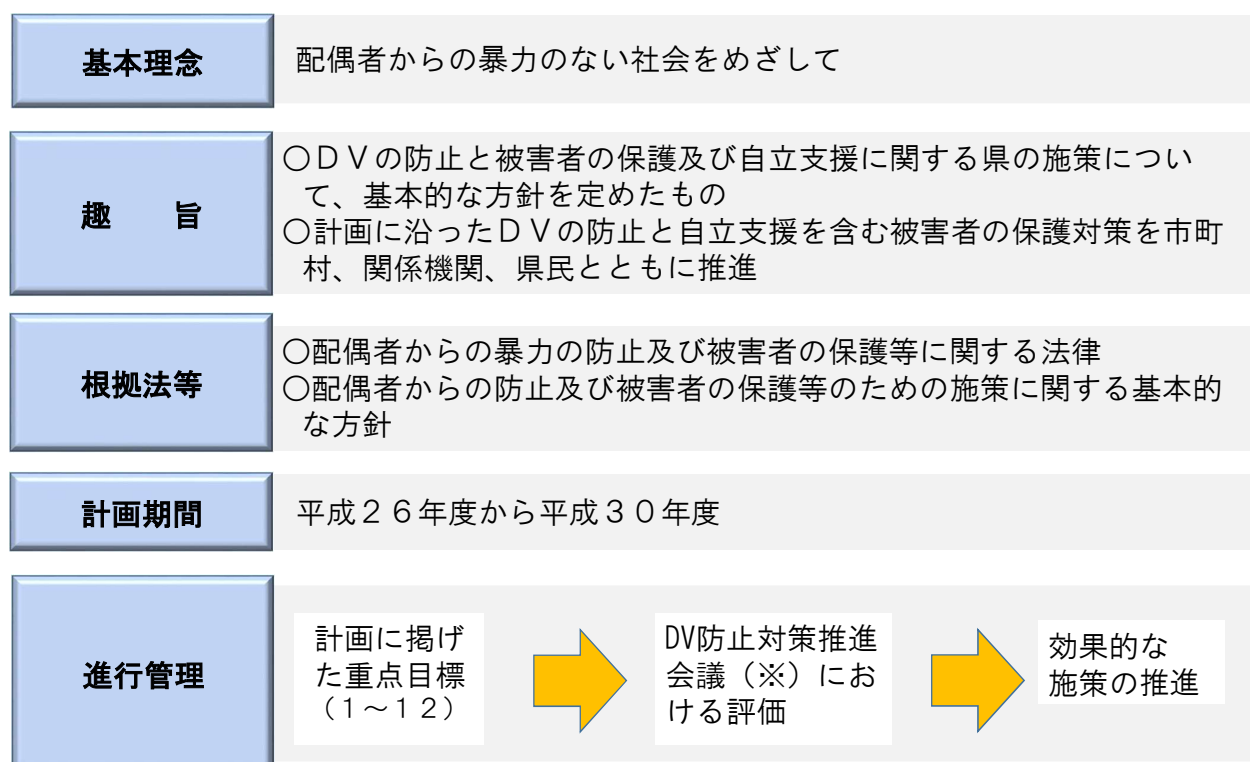 基本理念
配偶者からの暴力のない社会をめざして
趣　　旨
〇ＤＶの防止と被害者の保護及び自立支援に関する県の施策につい
て、基本的な方針を定めたもの
〇計画に沿ったＤＶの防止と自立支援を含む被害者の保護対策を市町
村、関係機関、県民とともに推進
根拠法等
〇配偶者からの暴力の防止及び被害者の保護等に関する法律
〇配偶者からの防止及び被害者の保護等のための施策に関する基本的
な方針
計画期間
平成２６年度から平成３０年度
進行管理
計画に掲げ
た重点目標
（１～１２）
DV防止対策推進
会議（※）にお
ける評価
効果的な
施策の推進